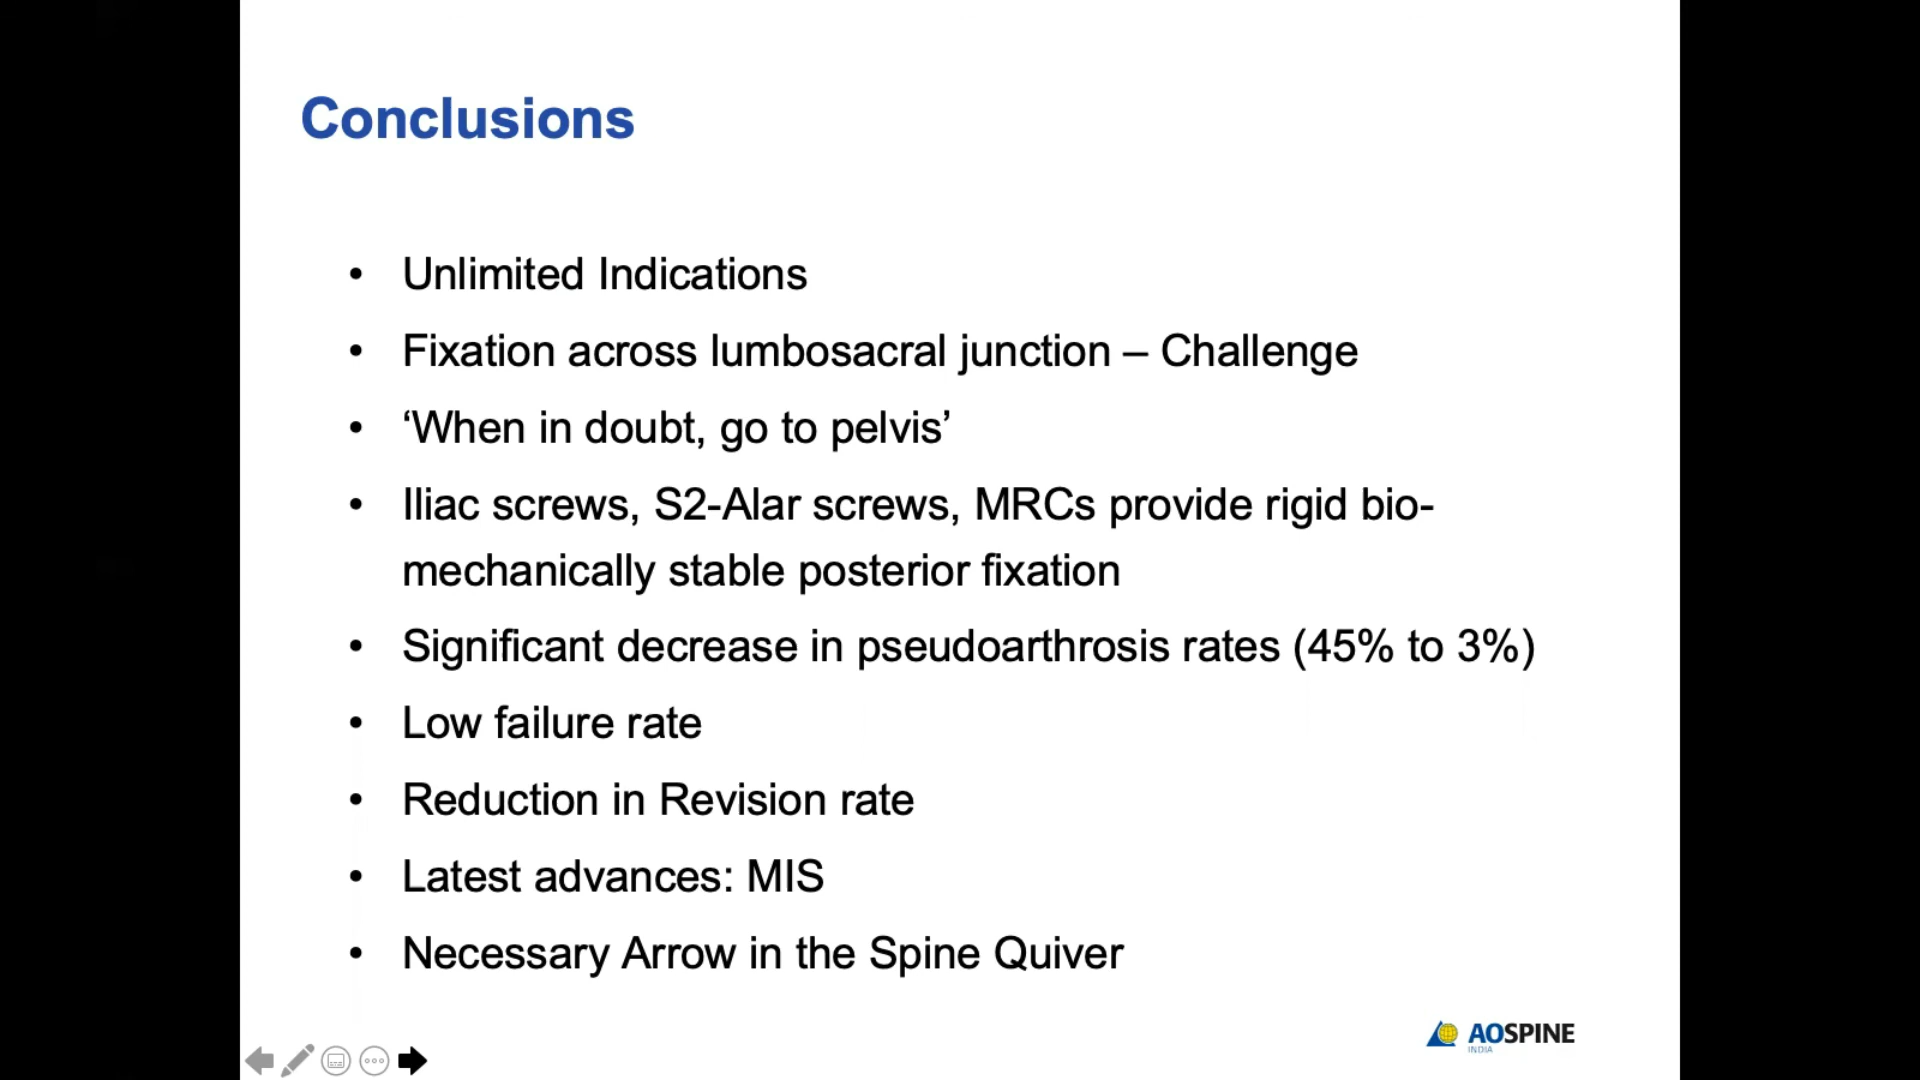 Conclusions
• Unlimited Indications
• Fixation across lumbosacral junction – Challenge
• ‘When in doubt, go to pelvis’
• Iliac screws, S2-Alar screws, MRCs provide rigid bio-
mechanically stable posterior fixation
• Significant decrease in pseudoarthrosis rates (45% to 3%)
• Low failure rate
• Reduction in Revision rate
• Latest advances: MIS
• Necessary Arrow in the Spine Quiver
AOSPINE
INDIA